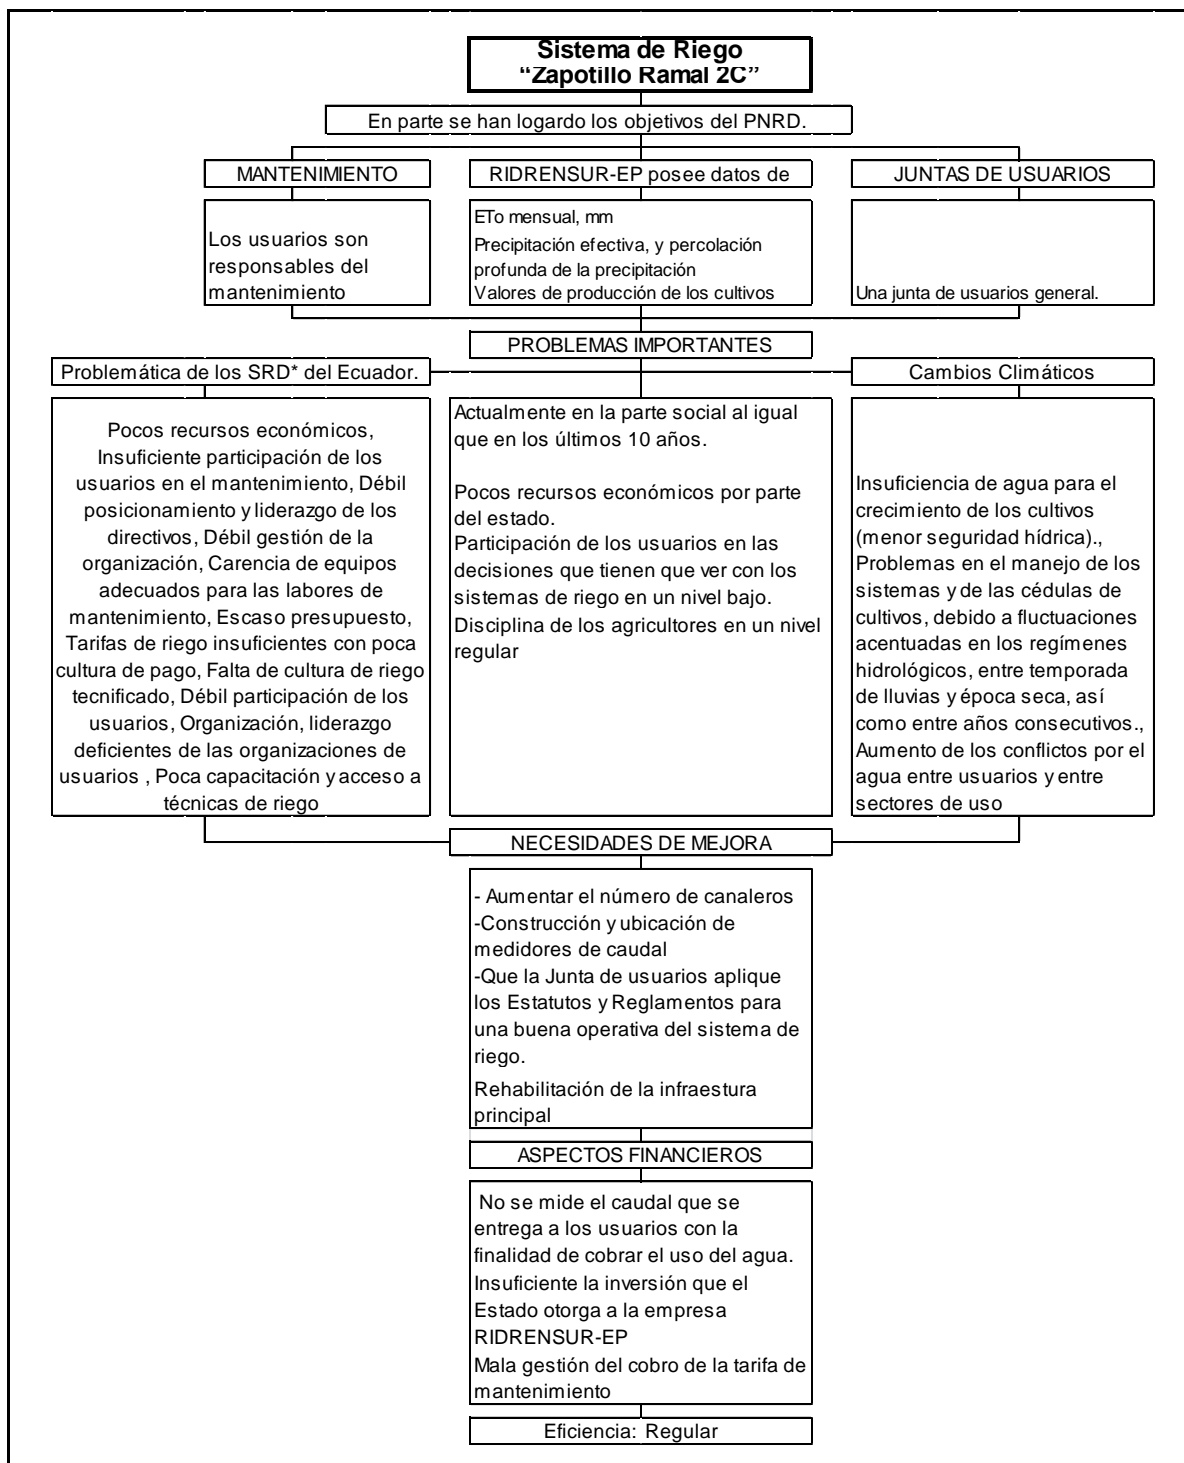 Sistema de Riego
“Zapotillo Ramal 2C”
En parte se han logardo los objetivos del PNRD.
MANTENIMIENTO
RIDRENSUR-EP posee datos de
JUNTAS DE USUARIOS
Los usuarios son
responsables del
mantenimiento
ETo mensual, mm
Precipitación efectiva, y percolación
profunda de la precipitación
Valores de producción de los cultivos
Una junta de usuarios general.
PROBLEMAS IMPORTANTES
Problemática de los SRD* del Ecuador.
Cambios Climáticos
Pocos recursos económicos,
Insuficiente participación de los
usuarios en el mantenimiento, Débil
posicionamiento y liderazgo de los
directivos, Débil gestión de la
organización, Carencia de equipos
adecuados para las labores de
mantenimiento, Escaso presupuesto,
Tarifas de riego insuficientes con poca
cultura de pago, Falta de cultura de riego
tecnificado, Débil participación de los
usuarios, Organización, liderazgo
deficientes de las organizaciones de
usuarios , Poca capacitación y acceso a
técnicas de riego
Actualmente en la parte social al igual
que en los últimos 10 años.
Pocos recursos económicos por parte
del estado.
Participación de los usuarios en las
decisiones que tienen que ver con los
sistemas de riego en un nivel bajo.
Disciplina de los agricultores en un nivel
regular
Insuficiencia de agua para el
crecimiento de los cultivos
(menor seguridad hídrica).,
Problemas en el manejo de los
sistemas y de las cédulas de
cultivos, debido a fluctuaciones
acentuadas en los regímenes
hidrológicos, entre temporada
de lluvias y época seca, así
como entre años consecutivos.,
Aumento de los conflictos por el
agua entre usuarios y entre
sectores de uso
NECESIDADES DE MEJORA
- Aumentar el número de canaleros
-Construcción y ubicación de
medidores de caudal
-Que la Junta de usuarios aplique
los Estatutos y Reglamentos para
una buena operativa del sistema de
riego.
Rehabilitación de la infraestura
principal
ASPECTOS FINANCIEROS
No se mide el caudal que se
entrega a los usuarios con la
finalidad de cobrar el uso del agua.
Insuficiente la inversión que el
Estado otorga a la empresa
RIDRENSUR-EP
Mala gestión del cobro de la tarifa de
mantenimiento
Eficiencia: Regular